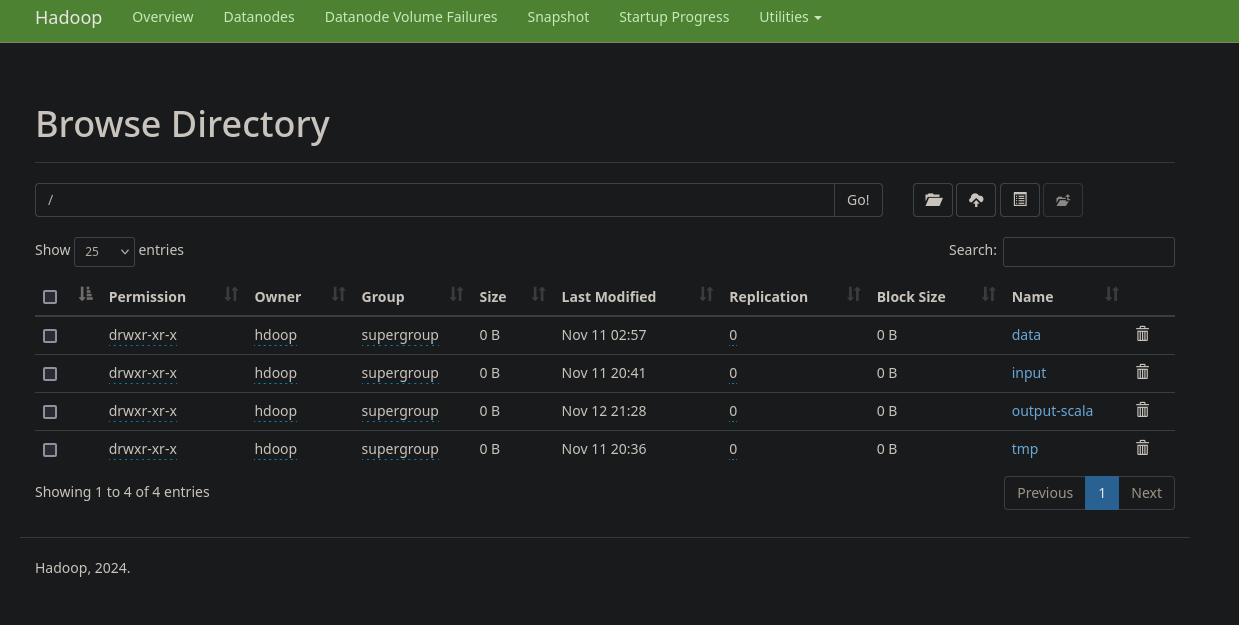 Hadoop Overview Datanodes Datanode Volume Failures Snapshot Startup Progress Utilities
Browse Directory
/ Go!
Show 25 entries Search:
Permission Owner Group Size Last Modified Replication Block Size Name
drwxr-xr-x hdoop supergroup 0 B Nov 11 02:57 0 0 B data
drwxr-xr-x hdoop supergroup 0 B Nov 11 20:41 0 0 B input
drwxr-xr-x hdoop supergroup 0 B Nov 12 21:28 0 0 B output-scala
drwxr-xr-x hdoop supergroup 0 B Nov 11 20:36 0 0 B tmp
Showing 1 to 4 of 4 entries Previous 1 Next
Hadoop, 2024.